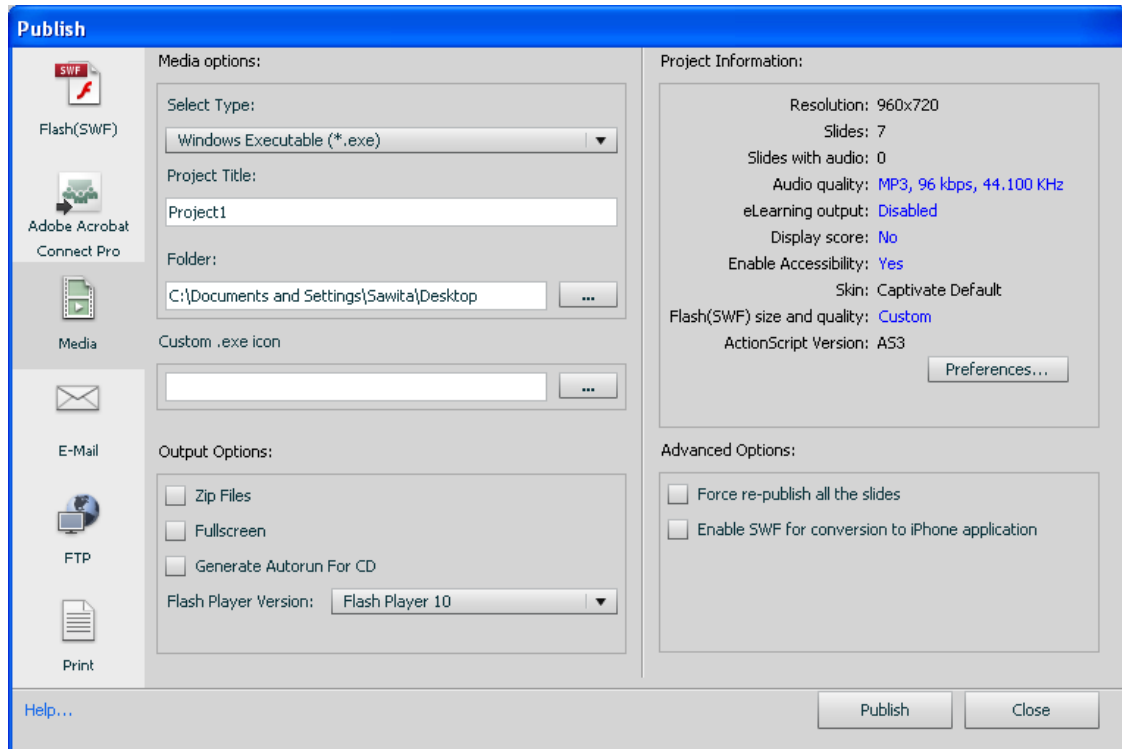 Publish
SWF
Flash(SWF)
Adobe Acrobat
Connect Pro
Media
E-Mail
FTP
Print
Media options:
Select Type:
Windows Executable (*.exe)
Project Title:
Project1
Folder:
C:\Documents and Settings\Sawita\Desktop
...
Custom .exe icon
...
Output Options:
Zip Files
Fullscreen
Generate Autorun For CD
Flash Player Version: Flash Player 10
Project Information:
Resolution: 960x720
Slides: 7
Slides with audio: 0
Audio quality: MP3, 96 kbps, 44.100 KHz
eLearning output: Disabled
Display score: No
Enable Accessibility: Yes
Skin: Captivate Default
Flash(SWF) size and quality: Custom
ActionScript Version: AS3
Preferences...
Advanced Options:
Force re-publish all the slides
Enable SWF for conversion to iPhone application
Help...
Publish
Close